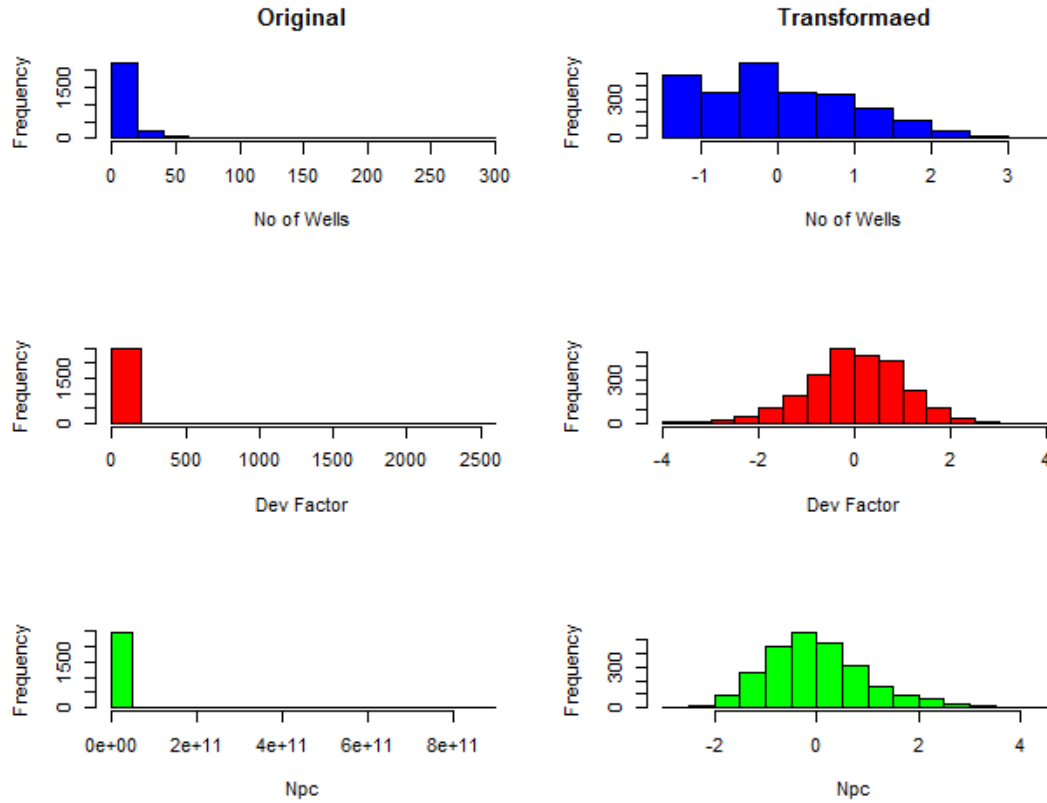 Original
Frequency
0 1500
0 50 100 150 200 250 300
No of Wells
Transformaed
Frequency
0 300
-1 0 1 2 3
No of Wells
Frequency
0 1500
0 500 1000 1500 2000 2500
Dev Factor
Frequency
0 300
-4 -2 0 2 4
Dev Factor
Frequency
0 1500
0e+00 2e+11 4e+11 6e+11 8e+11
Npc
Frequency
0 300
-2 0 2 4
Npc